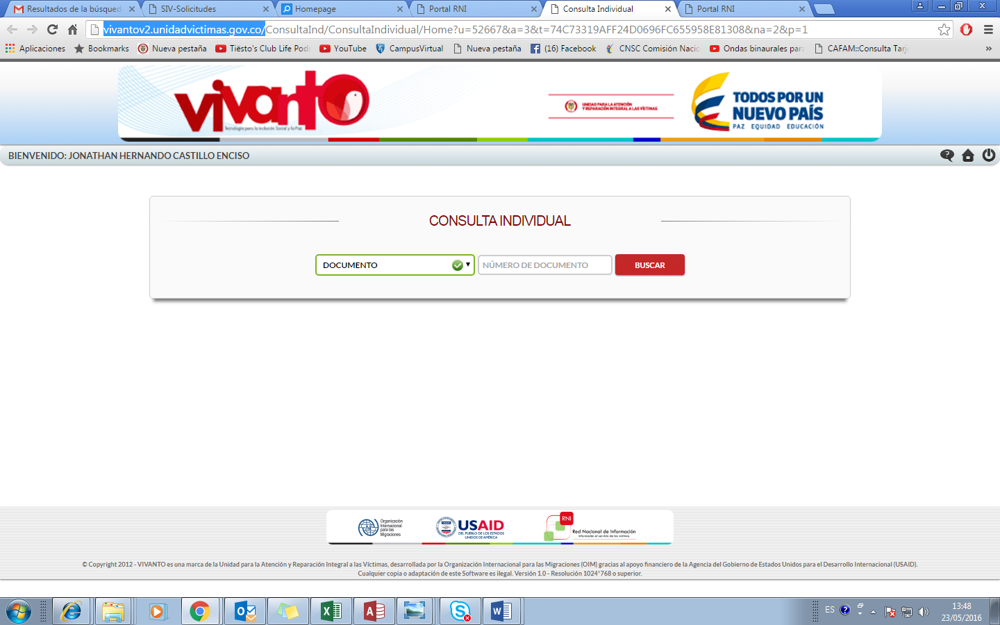 Resultados de la búsqued
SIV-Solicitudes
Homepage
Portal RNI
Consulta Individual
Portal RNI
vivantov2.unidadvictimas.gov.co/ConsultaInd/ConsultaIndividual/Home?u=52667&a=3&t=74C73319AFF24D0696FC655958E81308&na=2&p=1
Aplicaciones
Bookmarks
Nueva pestaña
Tiësto's Club Life Pod
YouTube
CampusVirtual
Nueva pestaña
(16) Facebook
CNSC Comisión Nacio
Ondas binaurales para
CAFAM::Consulta Tarj
»
vivanto
Tecnología para la Inclusión Social y la Paz
UNIDAD PARA LA ATENCIÓN
Y REPARACIÓN INTEGRAL A LAS VÍCTIMAS
TODOS POR UN
NUEVO PAÍS
PAZ EQUIDAD EDUCACIÓN
BIENVENIDO: JONATHAN HERNANDO CASTILLO ENCISO
CONSULTA INDIVIDUAL
DOCUMENTO
NÚMERO DE DOCUMENTO
BUSCAR
Organización
Internacional
para las
Migraciones
USAID
DEL PUEBLO DE LOS ESTADOS
UNIDOS DE AMÉRICA
RNI
Red Nacional de Información
Información al servicio de las víctimas
© Copyright 2012 - VIVANTO es una marca de la Unidad para la Atención y Reparación Integral a las Víctimas, desarrollada por la Organización Internacional para las Migraciones (OIM) gracias al apoyo financiero de la Agencia del Gobierno de Estados Unidos para el Desarrollo Internacional (USAID).
Cualquier copia o adaptación de este Software es ilegal. Versión 1.0 - Resolución 1024*768 o superior.
ES
13:48
23/05/2016